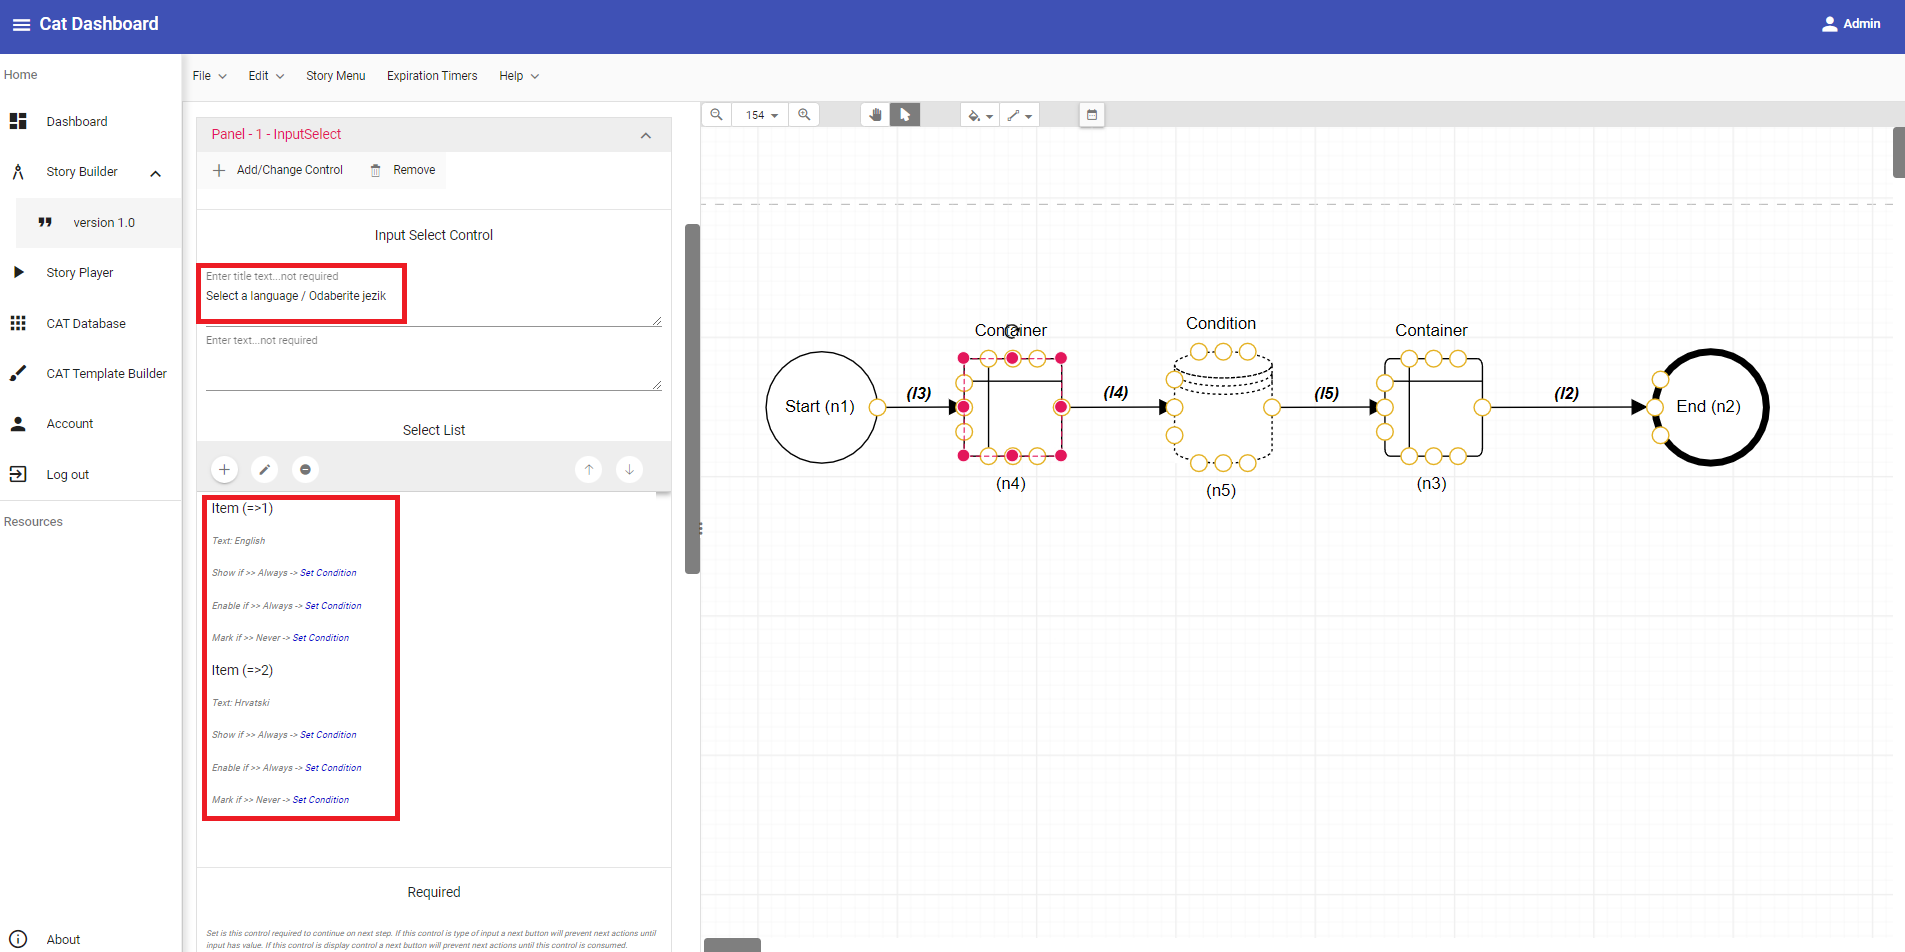 Cat Dashboard
Admin
Home
Dashboard
Story Builder
version 1.0
Story Player
CAT Database
CAT Template Builder
Account
Log out
Resources
About
File Edit Story Menu Expiration Timers Help
Panel - 1 - InputSelect
Add/Change Control Remove
Input Select Control
Enter title text...not required
Select a language / Odaberite jezik
Enter text...not required
Select List
Item (=>1)
Text: English
Show if >> Always -> Set Condition
Enable if >> Always -> Set Condition
Mark if >> Never -> Set Condition
Item (=>2)
Text: Hrvatski
Show if >> Always -> Set Condition
Enable if >> Always -> Set Condition
Mark if >> Never -> Set Condition
Required
Set is this control required to continue on next step. If this control is type of input a next button will prevent next actions until
input has value. If this control is display control a next button will prevent next actions until this control is consumed.
154
Container Condition Container
Start (n1) (l3) (l4) (l5) (l2) End (n2)
(n4) (n5) (n3)